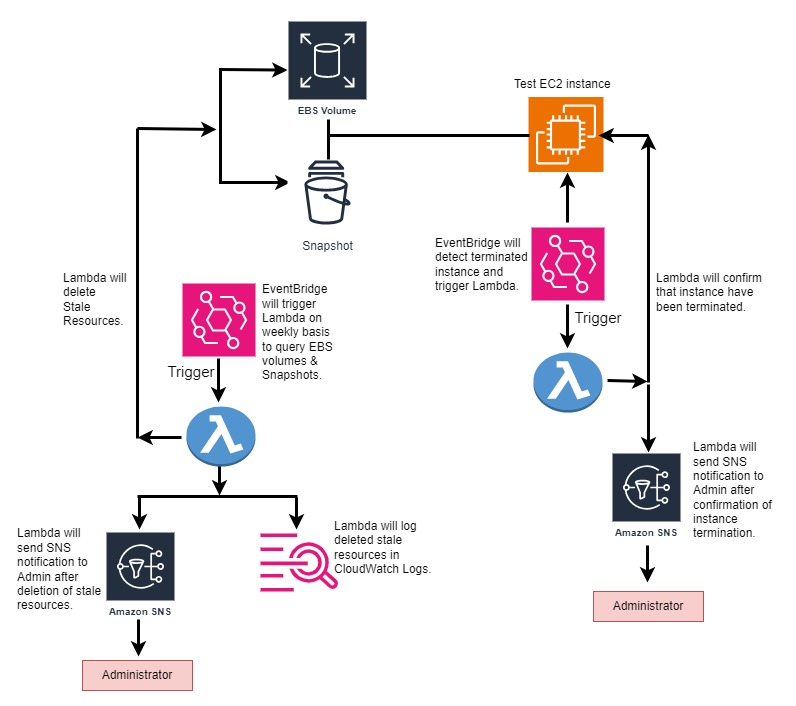 Test EC2 instance
EBS Volume
Snapshot
EventBridge will
detect terminated
instance and
trigger Lambda.
Lambda will
delete
Stale
Resources.
EventBridge
will trigger
Lambda on
weekly basis
to query EBS
volumes &
Snapshots.
Lambda will confirm
that instance have
been terminated.
Trigger
Trigger
Lambda will
send SNS
notification to
Admin after
confirmation of
instance
termination.
Amazon SNS
Lambda will
send SNS
notification to
Admin after
deletion of stale
resources.
Lambda will log
deleted stale
resources in
CloudWatch Logs.
Amazon SNS
Administrator
Administrator